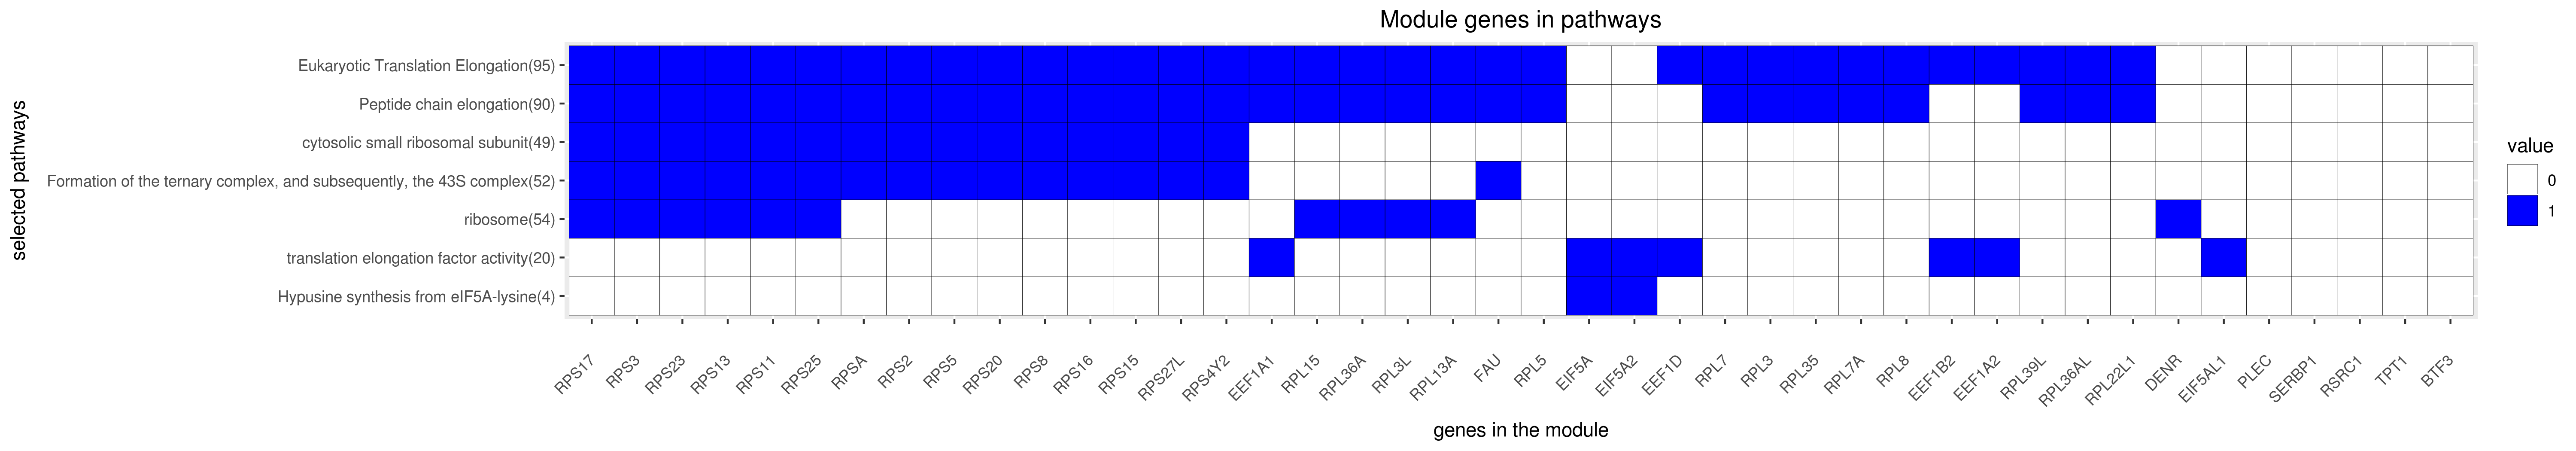 Module genes in pathways
selected pathways
Eukaryotic Translation Elongation(95)
Peptide chain elongation(90)
cytosolic small ribosomal subunit(49)
Formation of the ternary complex, and subsequently, the 43S complex(52)
ribosome(54)
translation elongation factor activity(20)
Hypusine synthesis from eIF5A-lysine(4)
value
0
1
RPS17
RPS3
RPS23
RPS13
RPS11
RPS25
RPSA
RPS2
RPS5
RPS20
RPS8
RPS16
RPS15
RPS27L
RPS4Y2
EEF1A1
RPL15
RPL36A
RPL3L
RPL13A
FAU
RPL5
EIF5A
EIF5A2
EEF1D
RPL7
RPL3
RPL35
RPL7A
RPL8
EEF1B2
EEF1A2
RPL39L
RPL36AL
RPL22L1
DENR
EIF5AL1
PLEC
SERBP1
RSRC1
TPT1
BTF3
genes in the module